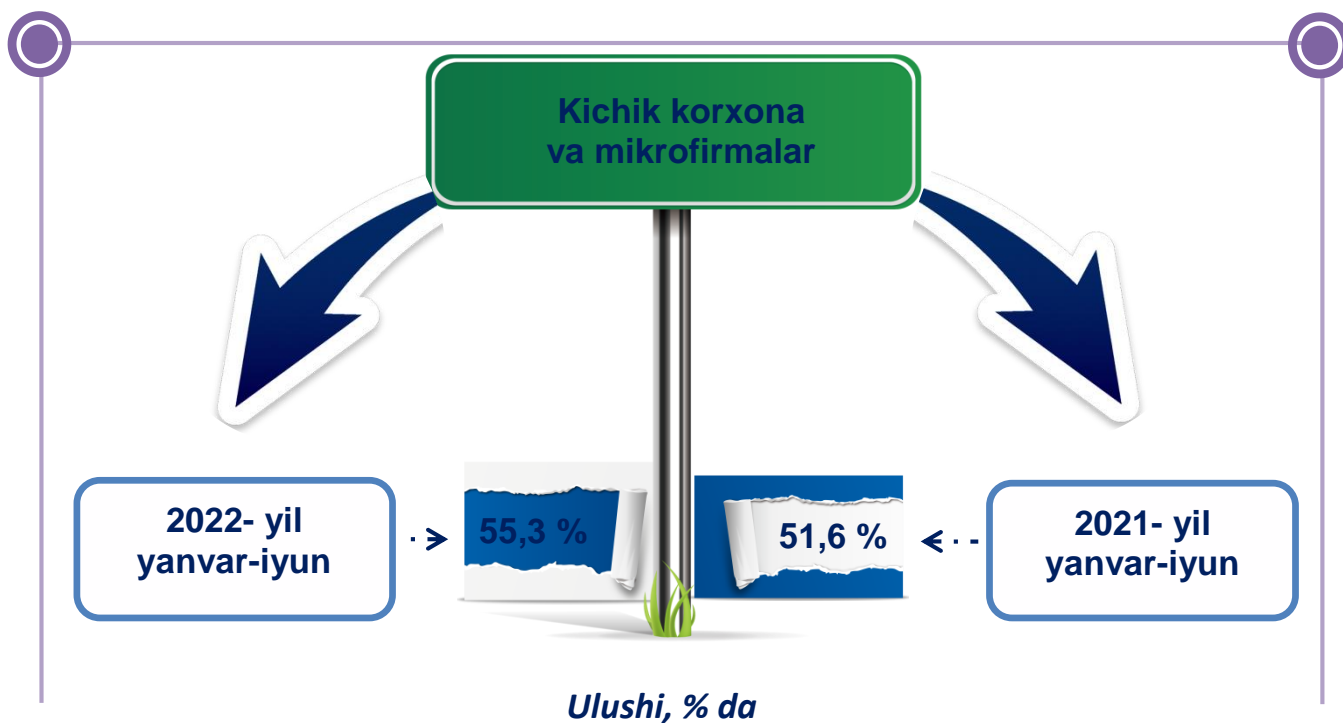 Kichik korxona
va mikrofirmalar
2022- yil
yanvar-iyun
55,3 %
51,6 %
2021- yil
yanvar-iyun
Ulushi, % da